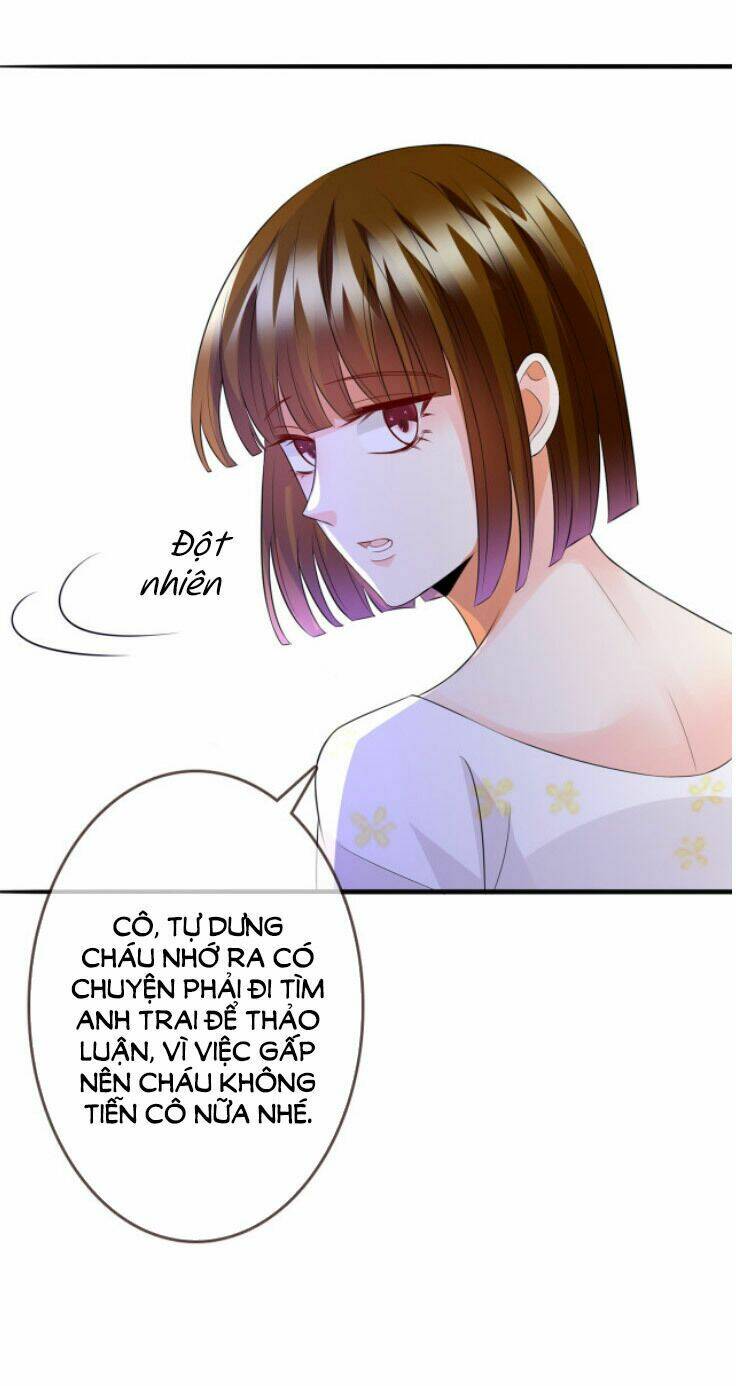 Đột
nhiên
CÔ, TỰ DƯNG
CHÁU NHỚ RA CÓ
CHUYỆN PHẢI ĐI TÌM
ANH TRAI ĐỂ THẢO
LUẬN, VÌ VIỆC GẤP
NÊN CHÁU KHÔNG
TIỄN CÔ NỮA NHÉ.